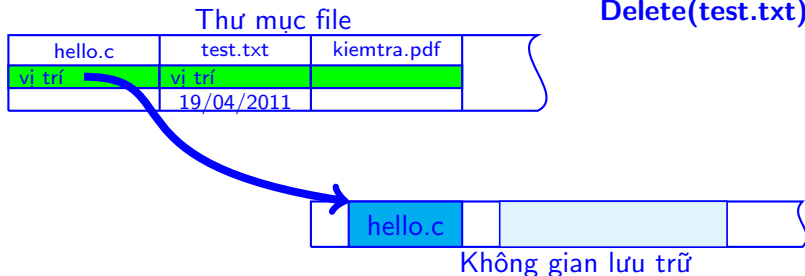 Delete(test.txt)
Thư mục file
hello.c test.txt kiemtra.pdf
vị trí vị trí
19/04/2011
hello.c
Không gian lưu trữ